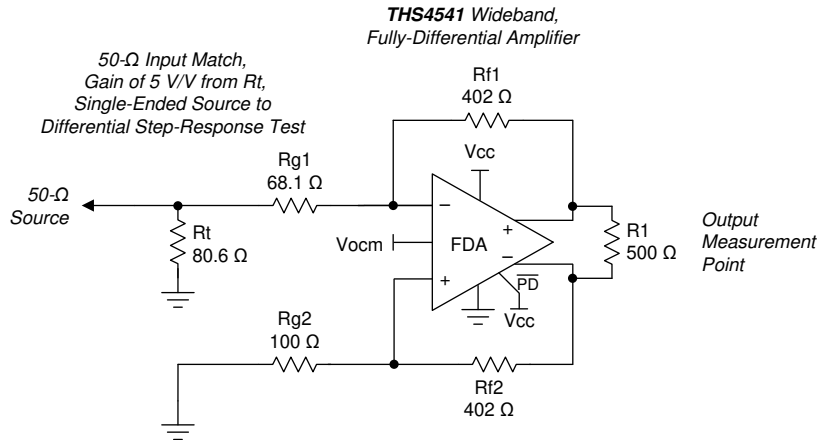 THS4541 Wideband,
Fully-Differential Amplifier
50-Ω Input Match,
Gain of 5 V/V from Rt,
Single-Ended Source to
Differential Step-Response Test
Rf1
402 Ω
Vcc
Rg1
68.1 Ω
50-Ω
Source
Rt
80.6 Ω
Vocm
−
+
FDA
+
−
PD
Vcc
R1
500 Ω
Output
Measurement
Point
Rg2
100 Ω
Rf2
402 Ω